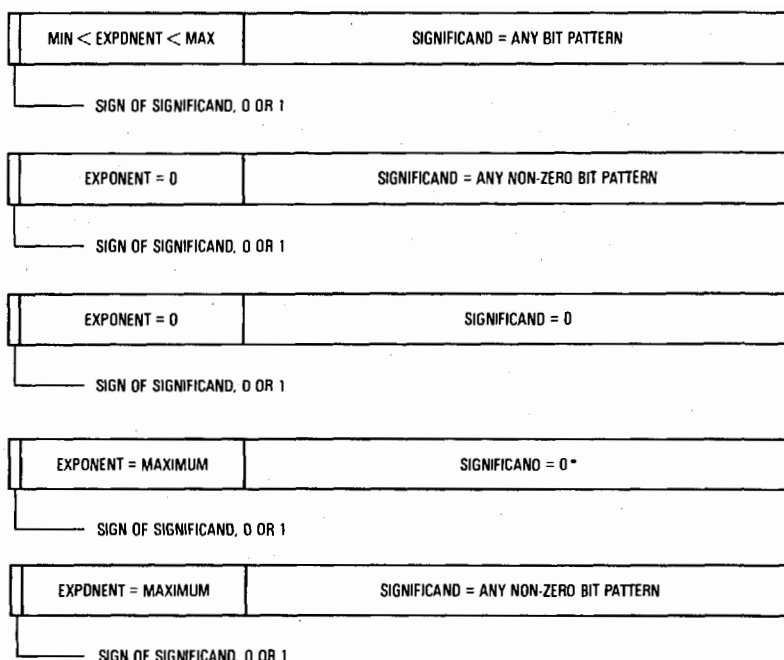 MIN < EXPONENT < MAX SIGNIFICAND = ANY BIT PATTERN
SIGN OF SIGNIFICAND, 0 OR 1
EXPONENT = 0 SIGNIFICAND = ANY NON-ZERO BIT PATTERN
SIGN OF SIGNIFICAND, 0 OR 1
EXPONENT = 0 SIGNIFICAND = 0
SIGN OF SIGNIFICAND, 0 OR 1
EXPONENT = MAXIMUM SIGNIFICAND = 0*
SIGN OF SIGNIFICAND, 0 OR 1
EXPONENT = MAXIMUM SIGNIFICAND = ANY NON-ZERO BIT PATTERN
SIGN OF SIGNIFICAND, 0 OR 1